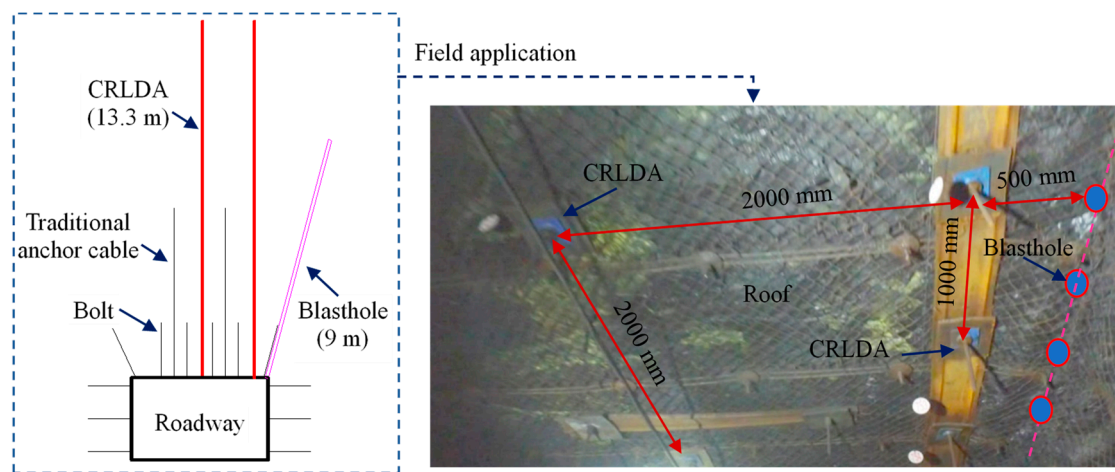 CRLDA
(13.3 m)
Traditional
anchor cable
Bolt
Blasthole
(9 m)
Roadway
Field application
CRLDA
2000 mm
500 mm
Blasthole
1000 mm
Roof
2000 mm
CRLDA